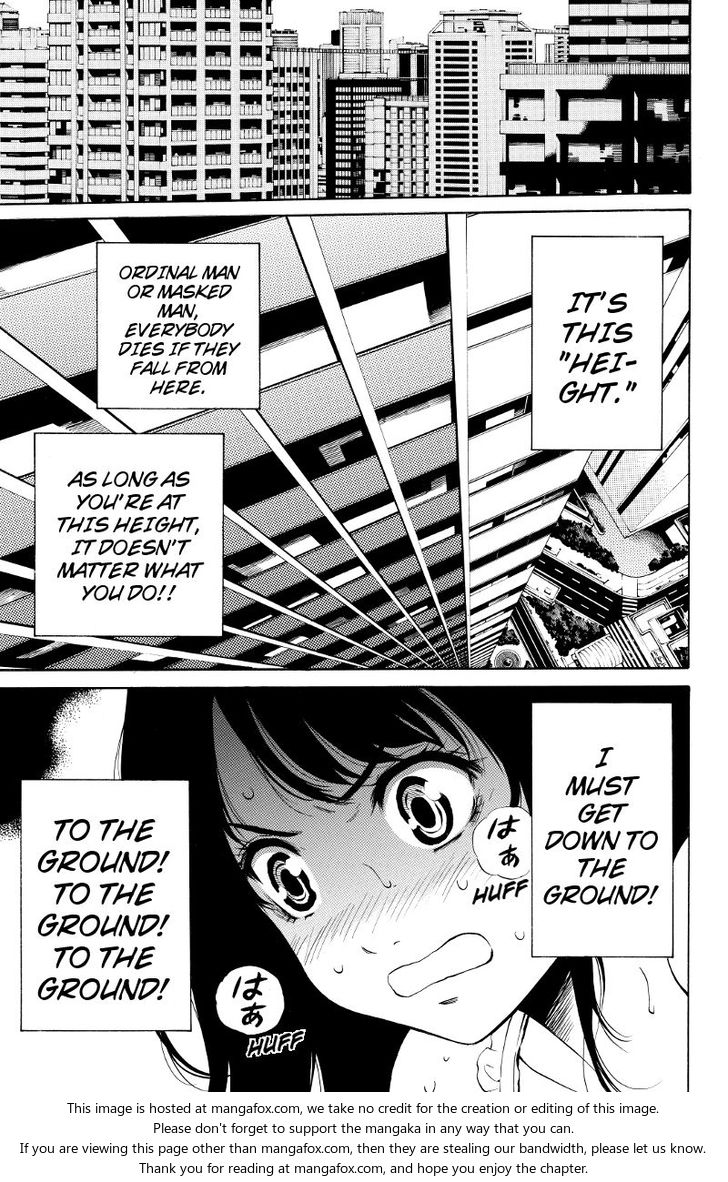 IT'S
THIS
"HEI-
GHT."
ORDINAL MAN
OR MASKED
MAN,
EVERYBODY
DIES IF THEY
FALL FROM
HERE.
AS LONG AS
YOU'RE AT
THIS HEIGHT,
IT DOESN'T
MATTER WHAT
YOU DO!!
I
MUST
GET
DOWN TO
THE
GROUND!
はぁ
HUFF
TO THE
GROUND!
TO THE
GROUND!
TO THE
GROUND!
はぁ
HUFF
This image is hosted at mangafox.com, we take no credit for the creation or editing of this image.
Please don't forget to support the mangaka in any way that you can.
If you are viewing this page other than mangafox.com, then they are stealing our bandwidth, please let us know.
Thank you for reading at mangafox.com, and hope you enjoy the chapter.